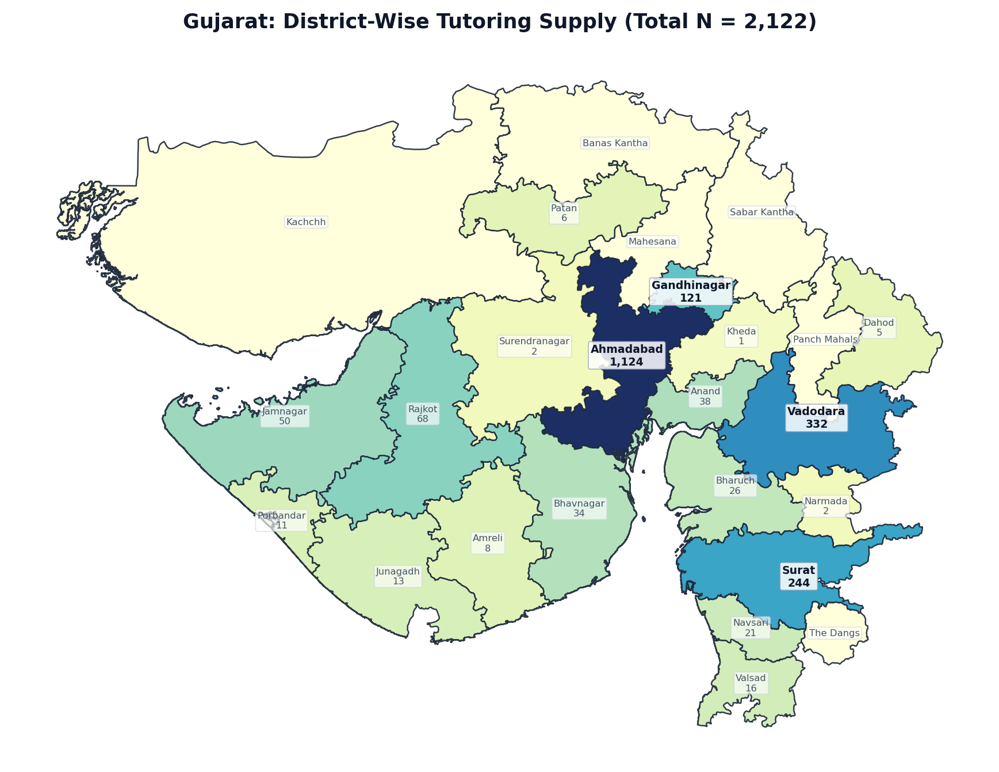 Gujarat: District-Wise Tutoring Supply (Total N = 2,122)
Banas Kantha
Patan
6
Sabar Kantha
Kachchh
Mahesana
Gandhinagar
121
Dahod
5
Kheda
1
Panch Mahals
Surendranagar
2
Ahmadabad
1,124
Anand
38
Jamnagar
50
Rajkot
68
Vadodara
332
Bharuch
26
Narmada
2
Bhavnagar
34
Porbandar
11
Amreli
8
Junagadh
13
Surat
244
Navsari
21
The Dangs
Valsad
16